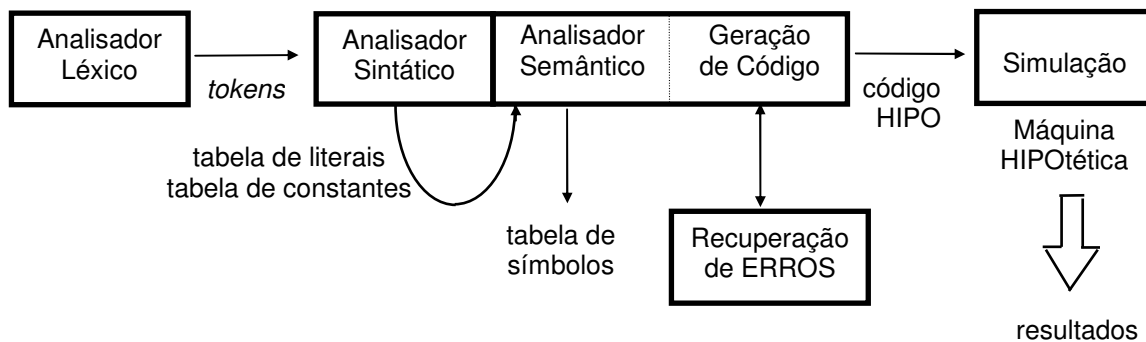 Analisador
Léxico
tokens
Analisador
Sintático
Analisador
Semântico
Geração
de Código
código
HIPO
Simulação
Máquina
HIPOtética
tabela de literais
tabela de constantes
tabela de
símbolos
Recuperação
de ERROS
resultados